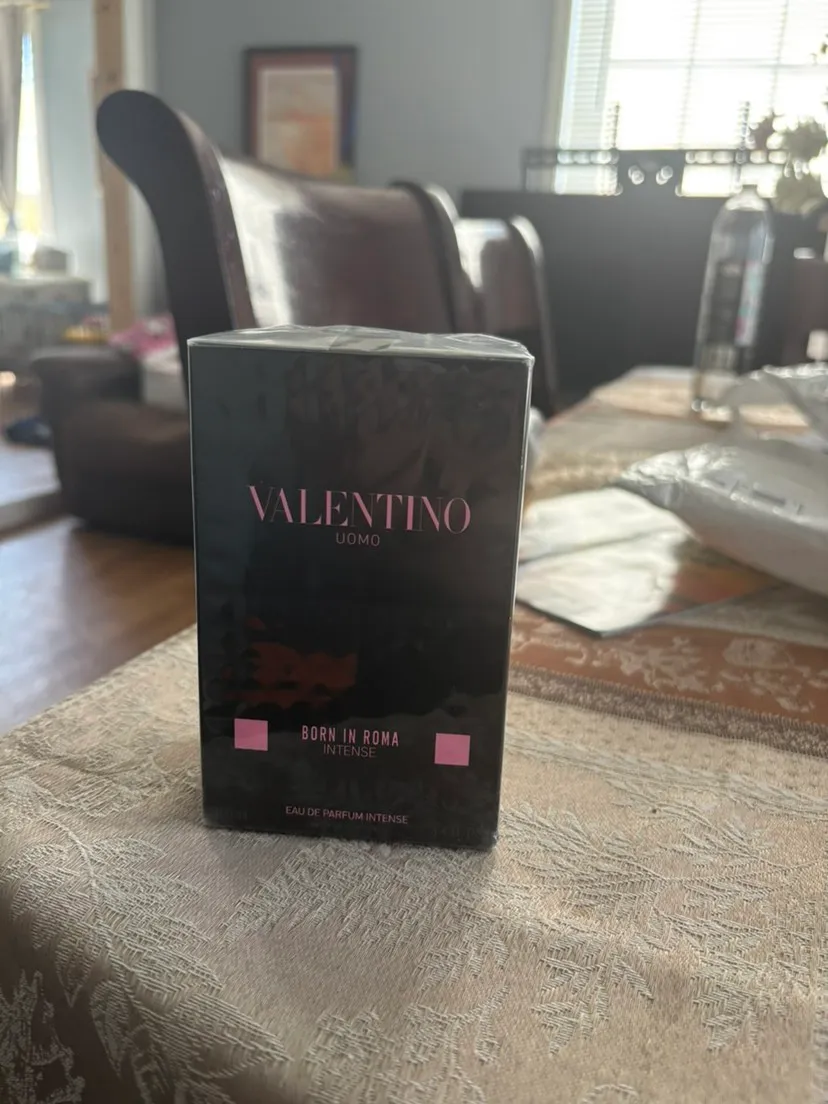 VALENTINO
UOMO
BORN IN ROMA
INTENSE
EAU DE PARFUM INTENSE